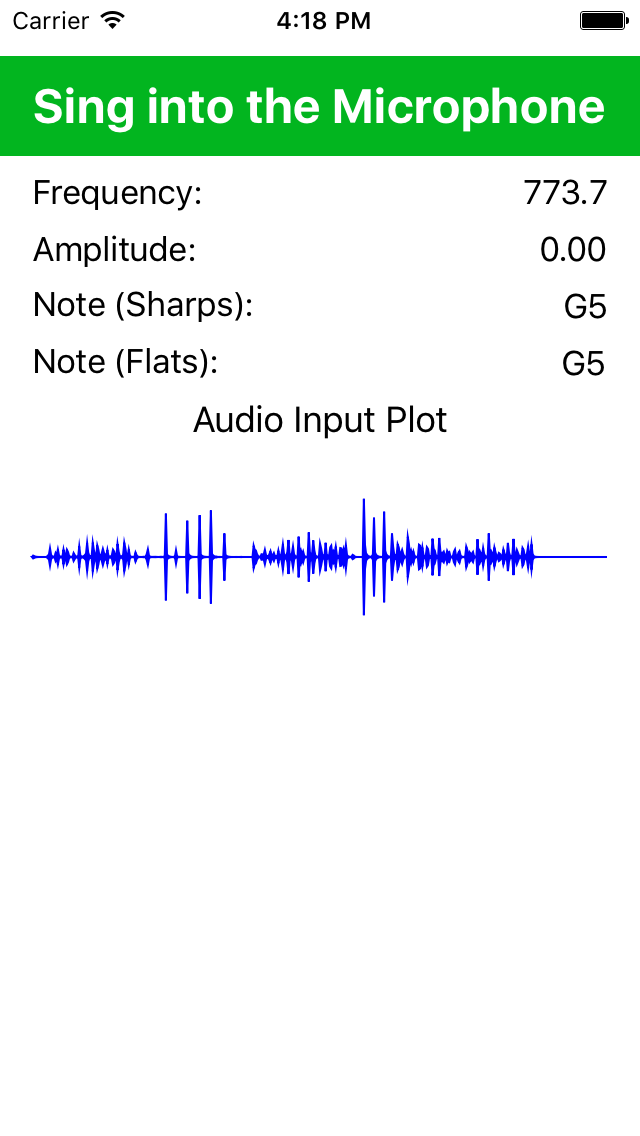 Carrier 4:18 PM
Sing into the Microphone
Frequency: 773.7
Amplitude: 0.00
Note (Sharps): G5
Note (Flats): G5
Audio Input Plot